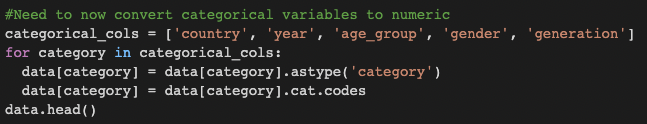 #Need to now convert categorical variables to numeric
categorical_cols = ['country', 'year', 'age_group', 'gender', 'generation']
for category in categorical_cols:
  data[category] = data[category].astype('category')
  data[category] = data[category].cat.codes
data.head()